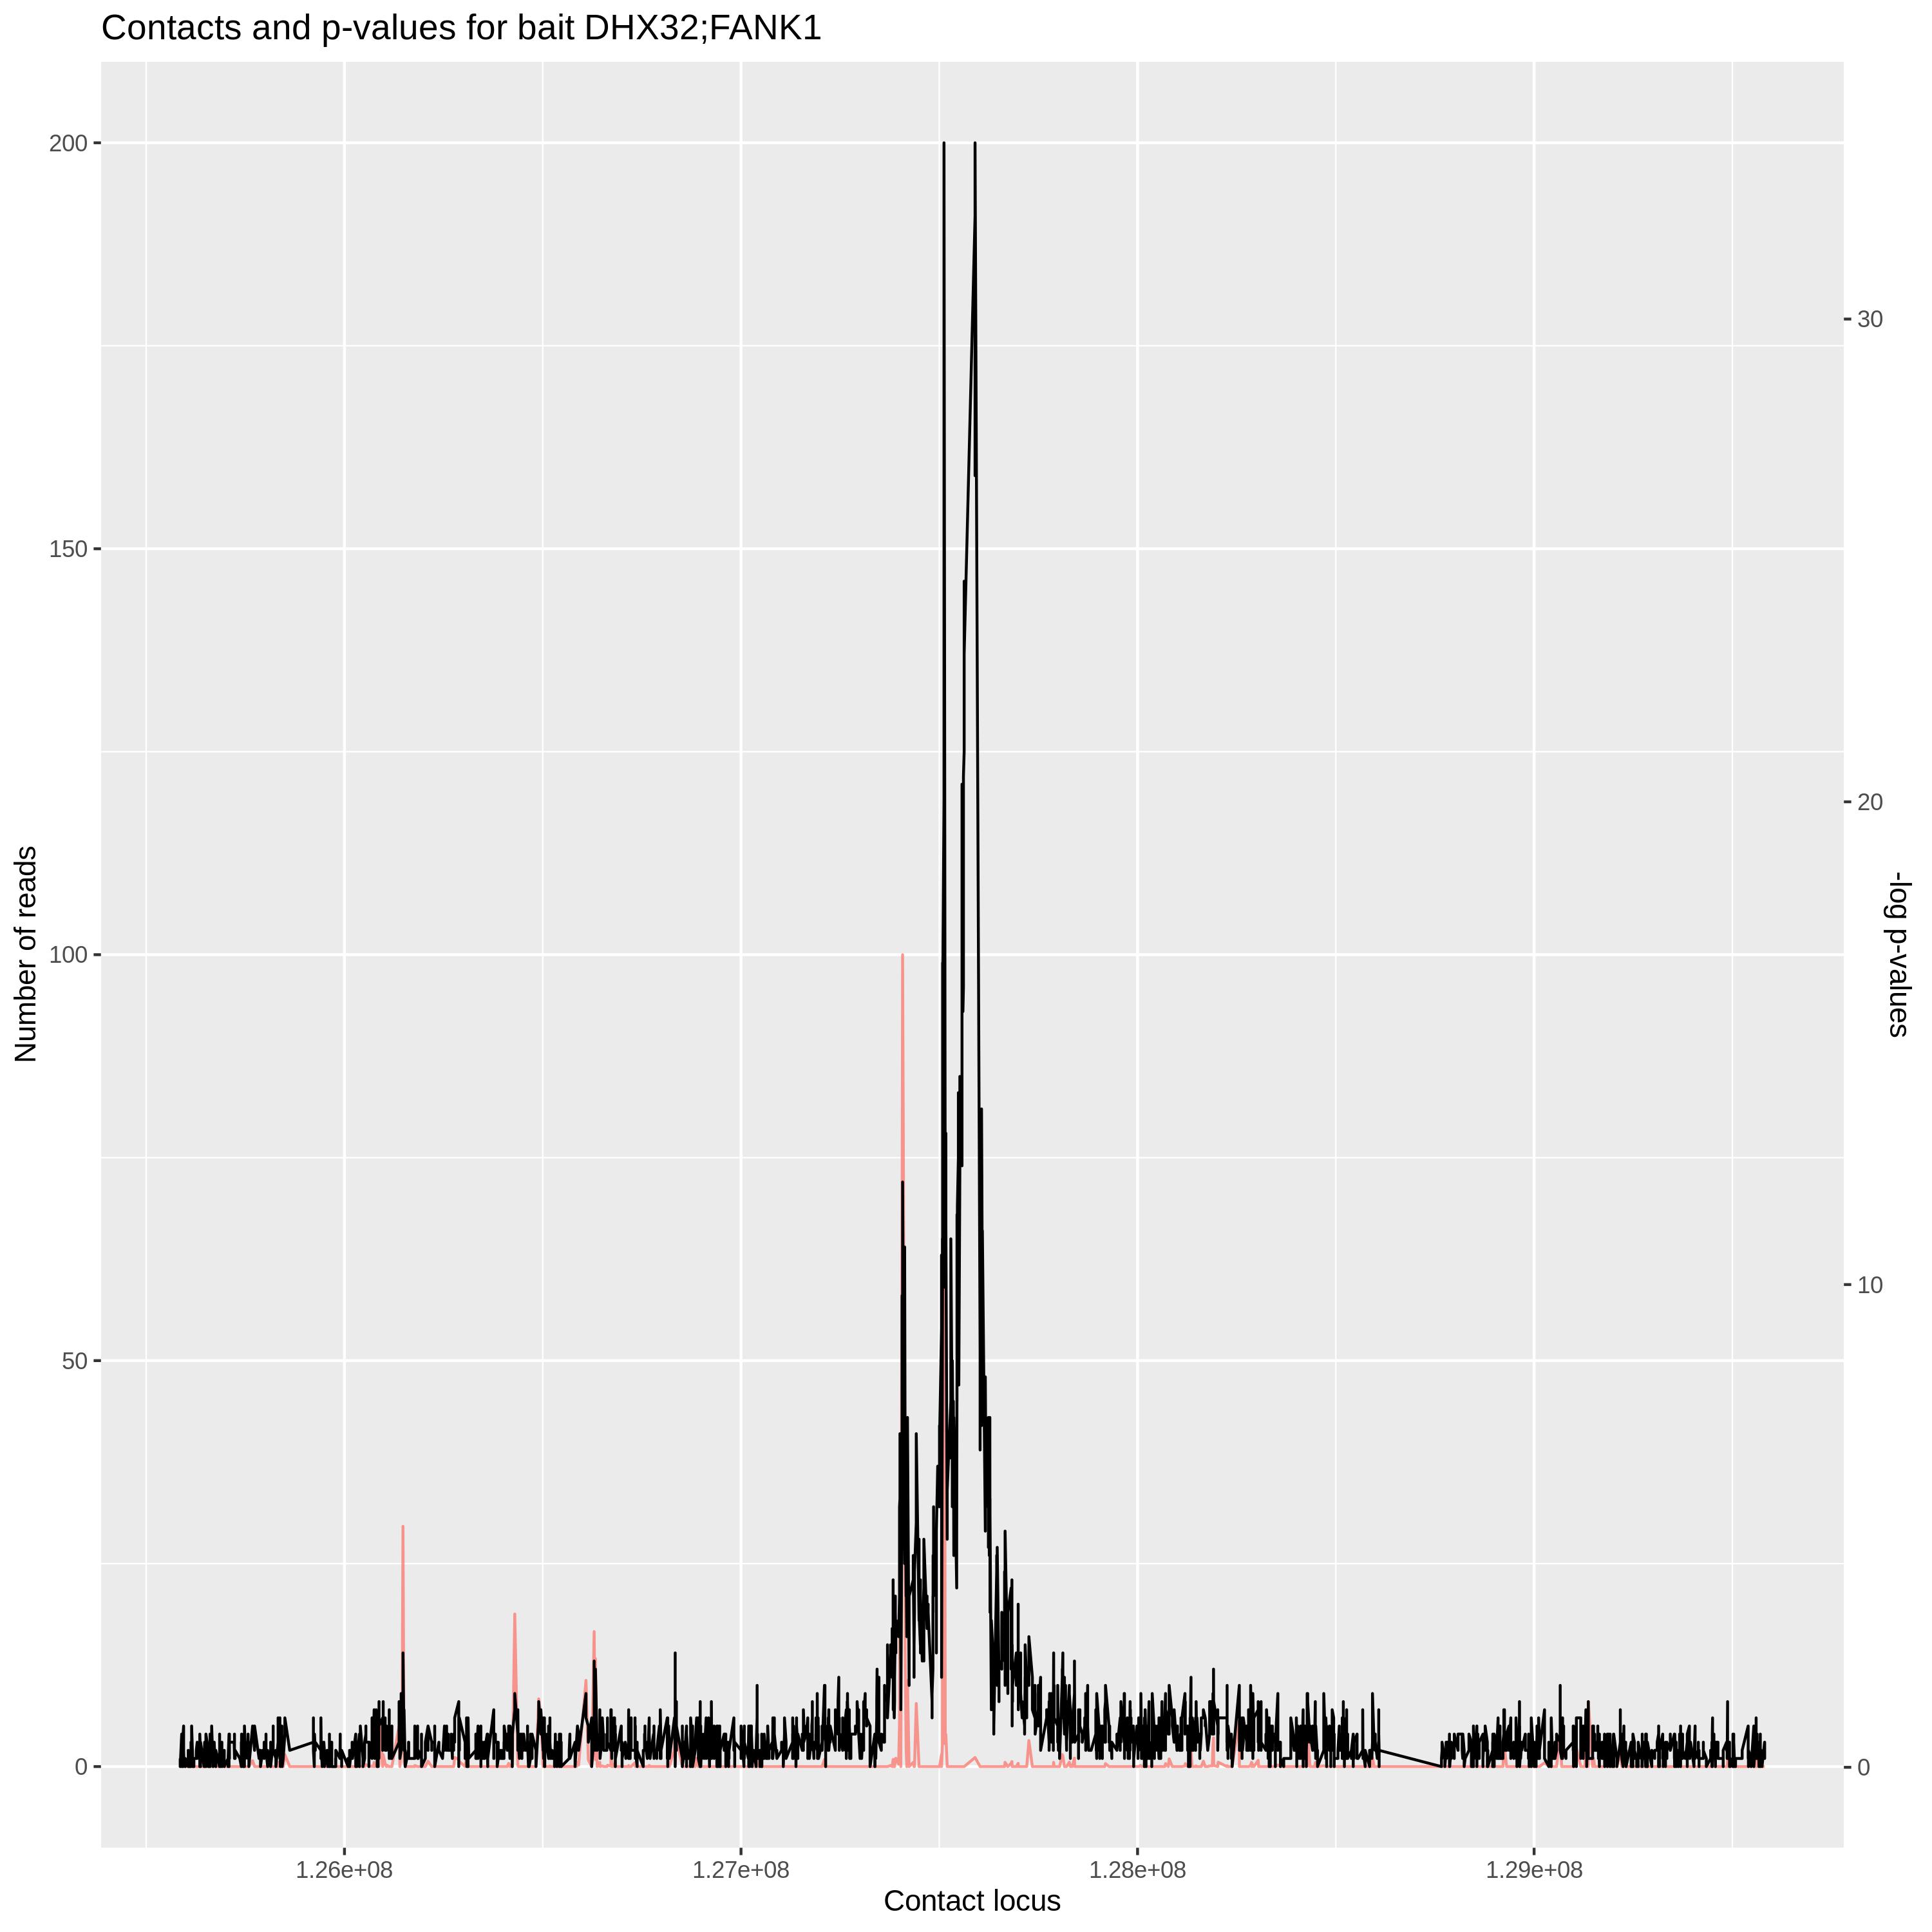 Contacts and p-values for bait DHX32;FANK1
200
150
100
50
0
Number of reads
30
20
10
0
-log p-values
1.26e+08
1.27e+08
1.28e+08
1.29e+08
Contact locus